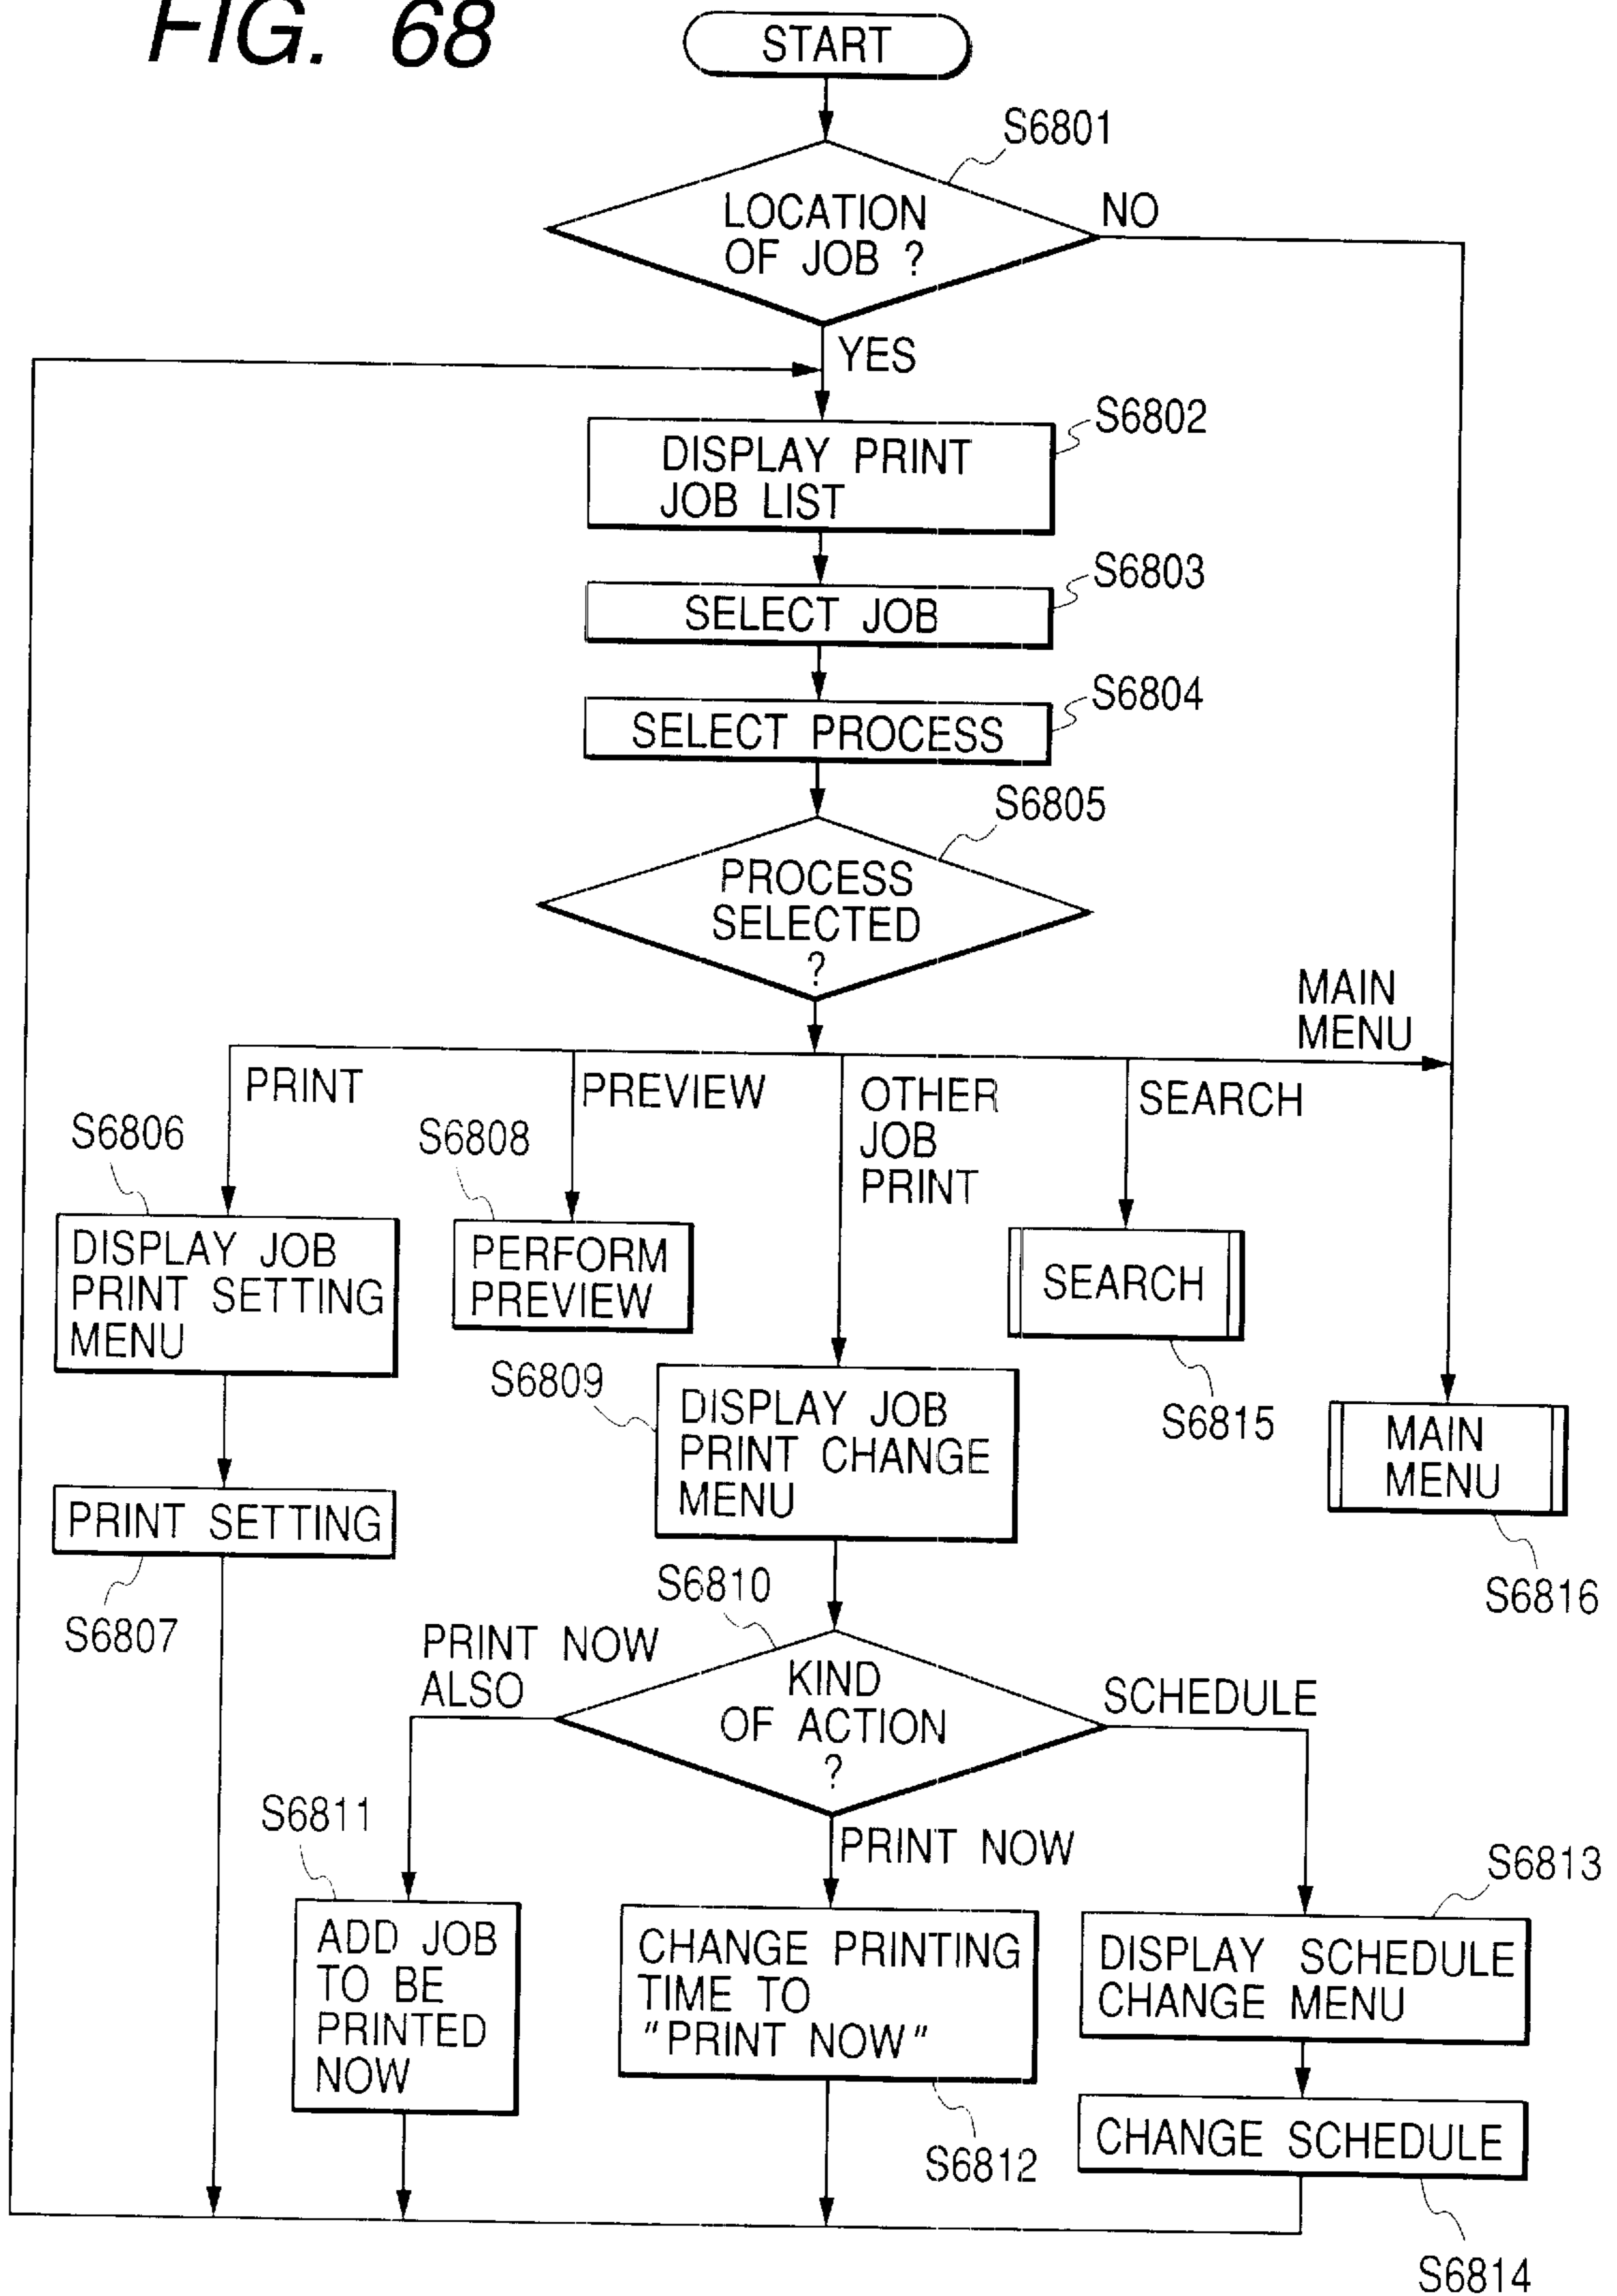 FIG. 68
START
S6801
LOCATION
OF JOB ?
NO
YES
S6802
DISPLAY PRINT
JOB LIST
S6803
SELECT JOB
S6804
SELECT PROCESS
S6805
PROCESS
SELECTED
?
MAIN
MENU
PRINT
PREVIEW
OTHER
JOB
PRINT
SEARCH
S6806
S6808
DISPLAY JOB
PRINT SETTING
MENU
PERFORM
PREVIEW
SEARCH
S6809
DISPLAY JOB
PRINT CHANGE
MENU
S6815
MAIN
MENU
PRINT SETTING
S6807
S6810
S6816
PRINT NOW
ALSO
KIND
OF ACTION
?
SCHEDULE
S6811
PRINT NOW
S6813
ADD JOB
TO BE
PRINTED
NOW
CHANGE PRINTING
TIME TO
"PRINT NOW"
DISPLAY SCHEDULE
CHANGE MENU
S6812
CHANGE SCHEDULE
S6814